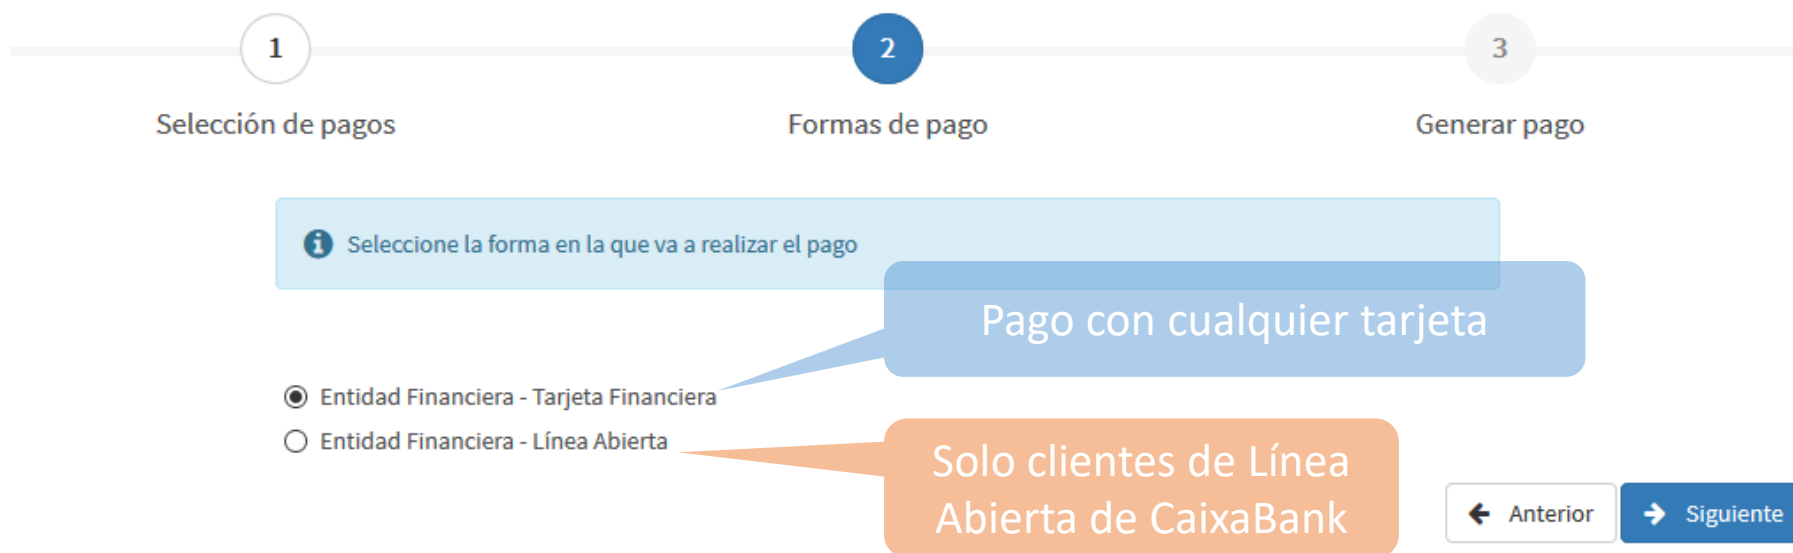 1
2
3
Selección de pagos
Formas de pago
Generar pago
Seleccione la forma en la que va a realizar el pago
Pago con cualquier tarjeta
Entidad Financiera - Tarjeta Financiera
Entidad Financiera - Línea Abierta
Solo clientes de Línea
Abierta de CaixaBank
Anterior
Siguiente